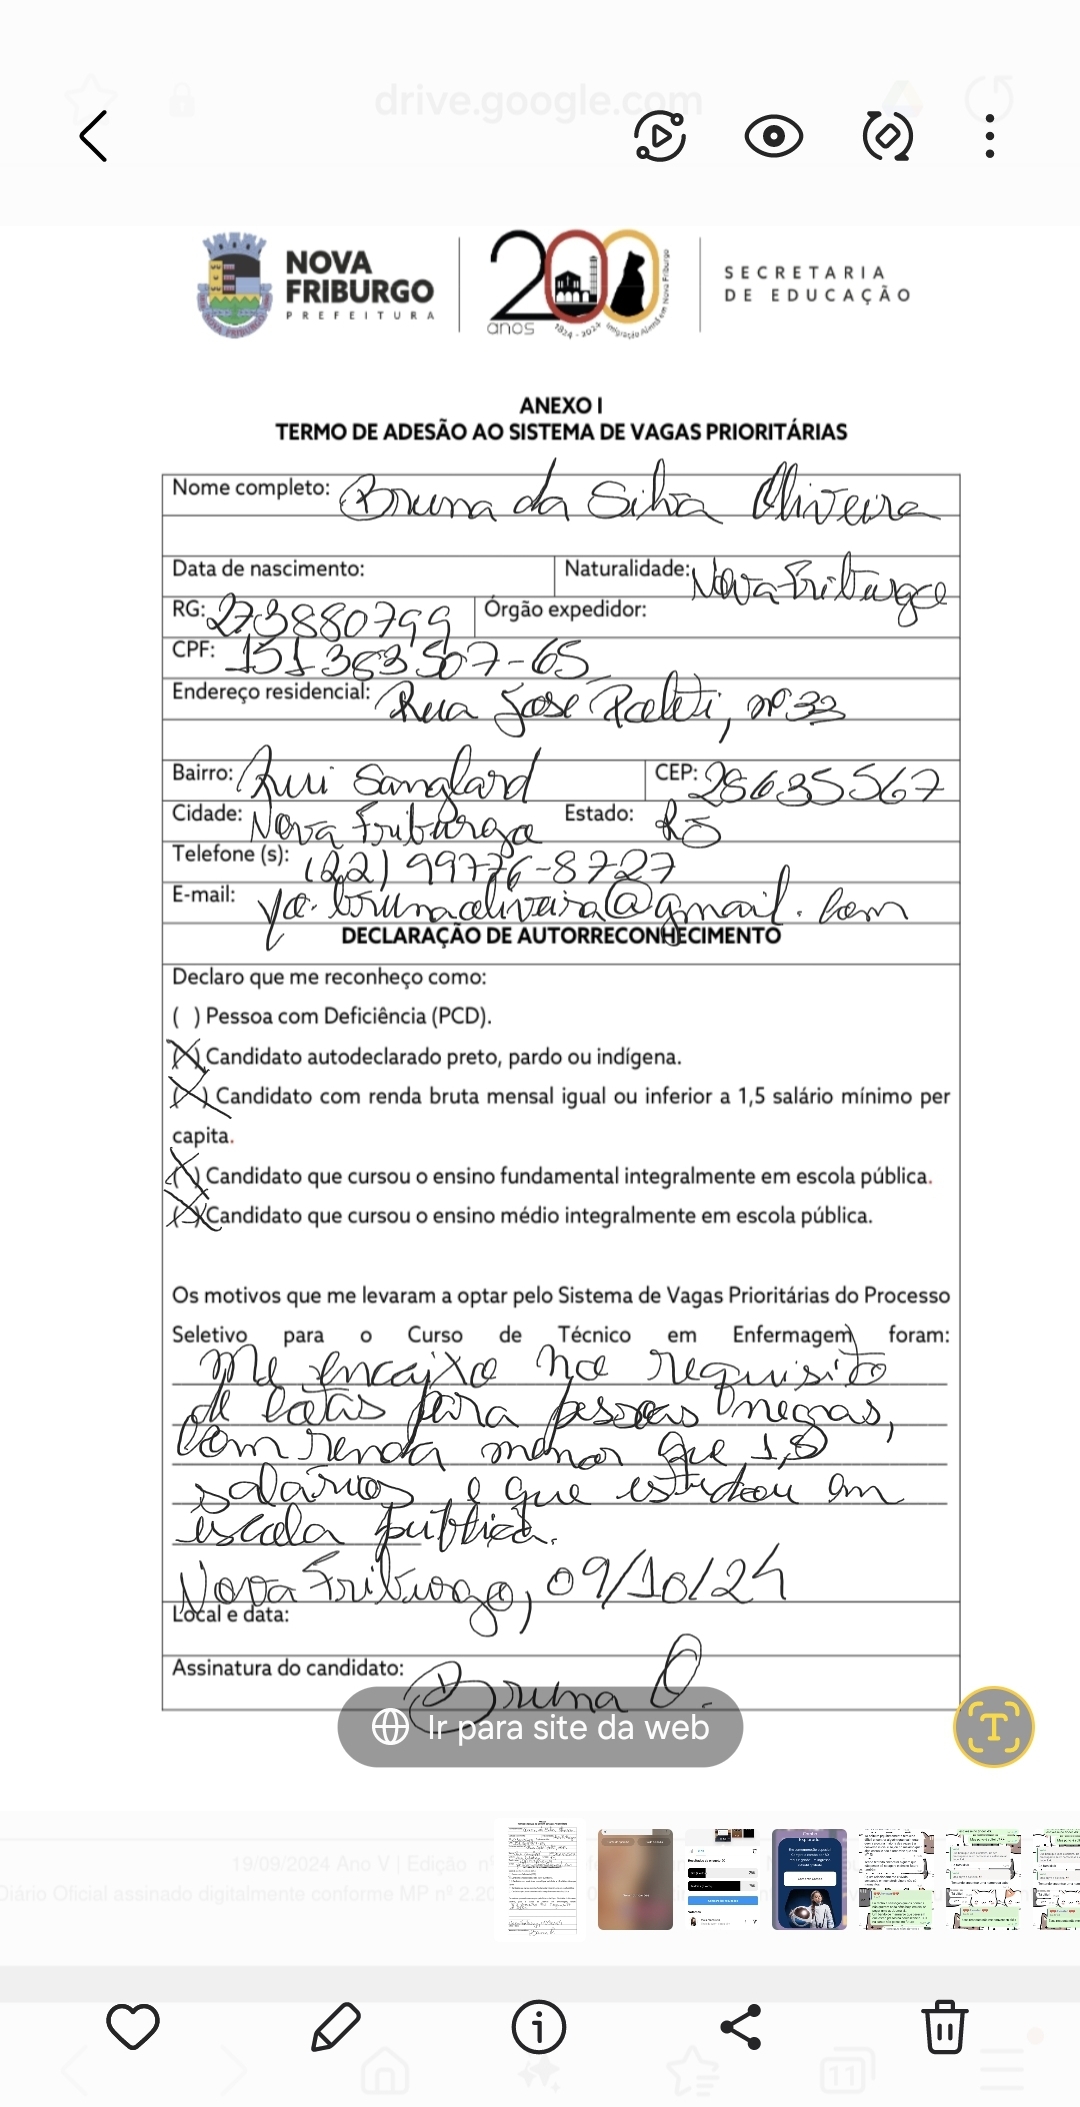 drive.google.com
NOVA
FRIBURGO
PREFEITURA
200
anos
1824 - 2024 Imigração Alemã em Nova Friburgo
SECRETARIA
DE EDUCAÇÃO
ANEXO I
TERMO DE ADESÃO AO SISTEMA DE VAGAS PRIORITÁRIAS
Nome completo: Bruna da Silva Oliveira
Data de nascimento: Naturalidade: Nova Friburgo
RG: 273880799 Órgão expedidor:
CPF: 151363507-65
Endereço residencial: Rua Jose nº 33
Bairro: Rui Sanglard CEP: 28635567
Cidade: Nova Friburgo Estado: RJ
Telefone (s): (22) 99776-8727
E-mail: yo.brunaoliveira@gmail.com
DECLARAÇÃO DE AUTORRECONHECIMENTO
Declaro que me reconheço como:
( ) Pessoa com Deficiência (PCD).
(X) Candidato autodeclarado preto, pardo ou indígena.
(X) Candidato com renda bruta mensal igual ou inferior a 1,5 salário mínimo per
capita.
(X) Candidato que cursou o ensino fundamental integralmente em escola pública.
(X) Candidato que cursou o ensino médio integralmente em escola pública.
Os motivos que me levaram a optar pelo Sistema de Vagas Prioritárias do Processo
Seletivo para o Curso de Técnico em Enfermagem foram:
Me encaixo no requisito
de cotas para pessoas negras,
com renda menor que 1,5
salários e que estudou em
escola pública.
Nova Friburgo, 09/10/24
Local e data:
Assinatura do candidato: Bruna O.
Ir para site da web
19/09/2024 Ano V | Edição
Diário Oficial assinado digitalmente conforme MP nº 2.20
11